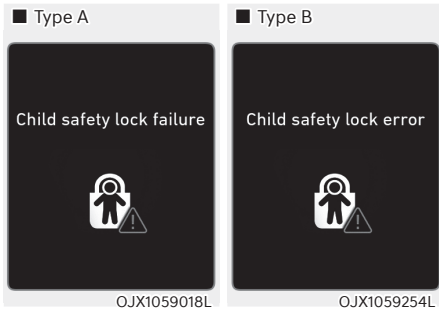 ■ Type A
Child safety lock failure
OJX1059018L
■ Type B
Child safety lock error
OJX1059254L